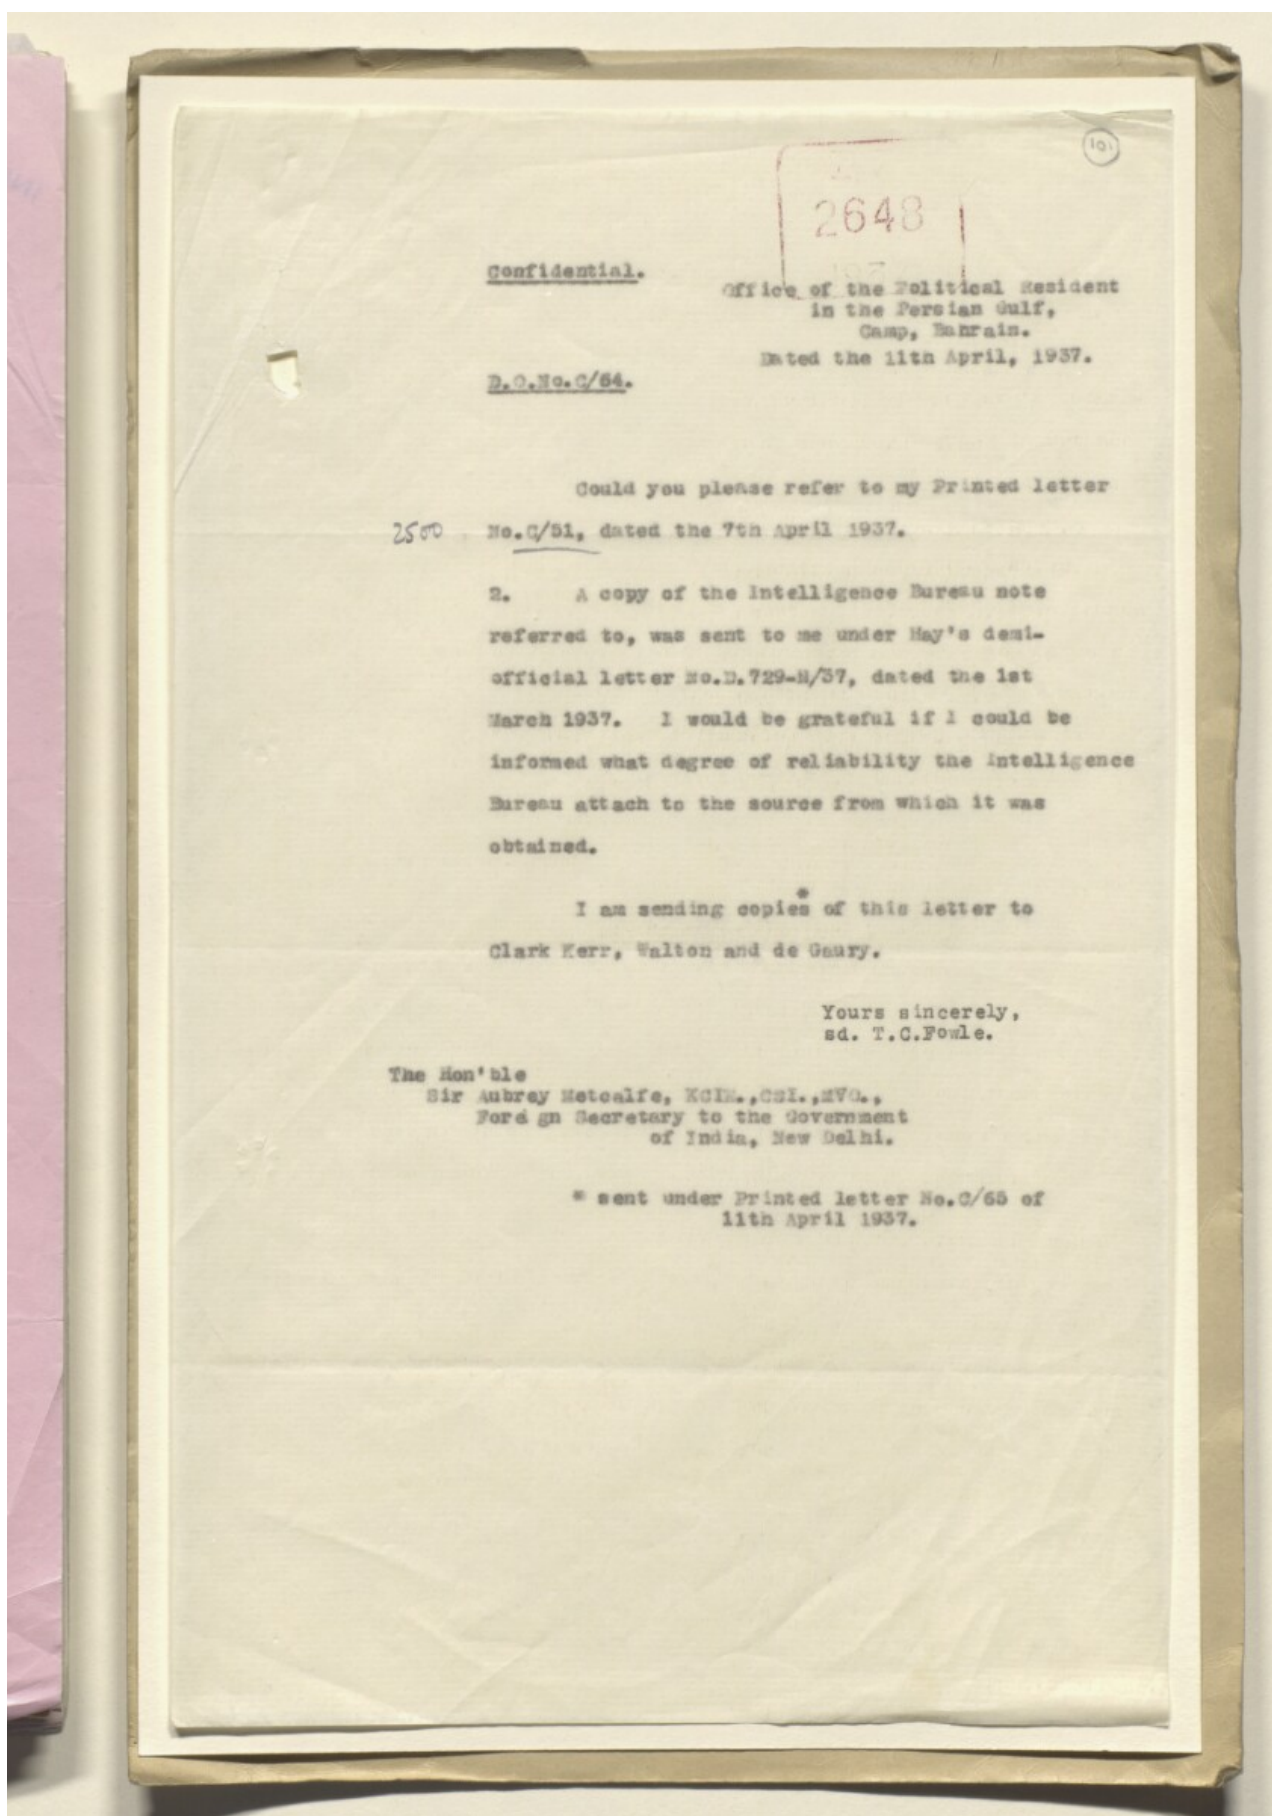 101
2648
Confidential.
Office of the Political Resident
in the Persian Gulf,
Camp, Bahrain.
Dated the 11th April, 1937.
D.O.No.C/64.
Could you please refer to my Printed letter
2500 No.C/51, dated the 7th April 1937.
2. A copy of the Intelligence Bureau note
referred to, was sent to me under Hay's demi-
official letter No.D.729-N/37, dated the 1st
March 1937. I would be grateful if I could be
informed what degree of reliability the Intelligence
Bureau attach to the source from which it was
obtained.
I am sending copies* of this letter to
Clark Kerr, Walton and de Gaury.
Yours sincerely,
sd. T.C.Fowle.
The Hon'ble
Sir Aubrey Metcalfe, KCIE.,CSI.,MVO.,
Foreign Secretary to the Government
of India, New Delhi.
* sent under Printed letter No.C/65 of
11th April 1937.